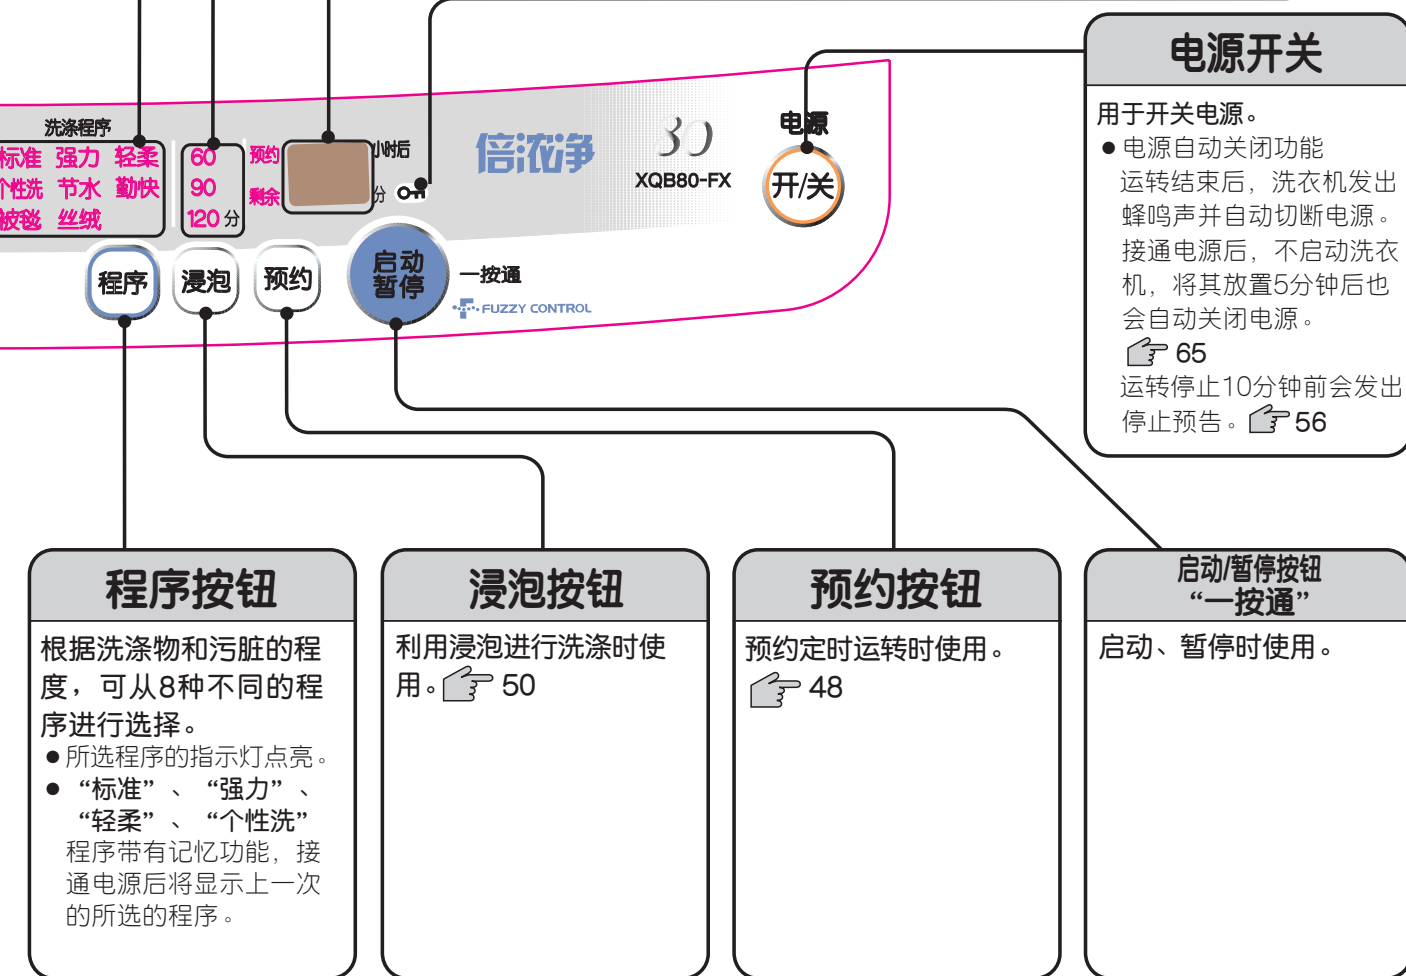 洗涤程序
标准 强力 轻柔
个性洗 节水 勤快
被毯 丝绒
60
90
120分
预约
剩余
小时后
分
倍浓净
80
XQB80-FX
电源
开/关
程序
浸泡
预约
启动
暂停
一按通
FUZZY CONTROL
电源开关
用于开关电源。
●电源自动关闭功能
运转结束后，洗衣机发出
蜂鸣声并自动切断电源。
接通电源后，不启动洗衣
机，将其放置5分钟后也
会自动关闭电源。
65
运转停止10分钟前会发出
停止预告。 56
程序按钮
根据洗涤物和污脏的程
度，可从8种不同的程
序进行选择。
●所选程序的指示灯点亮。
●“标准”、“强力”、
“轻柔”、“个性洗”
程序带有记忆功能，接
通电源后将显示上一次
的所选的程序。
浸泡按钮
利用浸泡进行洗涤时使
用。 50
预约按钮
预约定时运转时使用。
48
启动/暂停按钮
“一按通”
启动、暂停时使用。